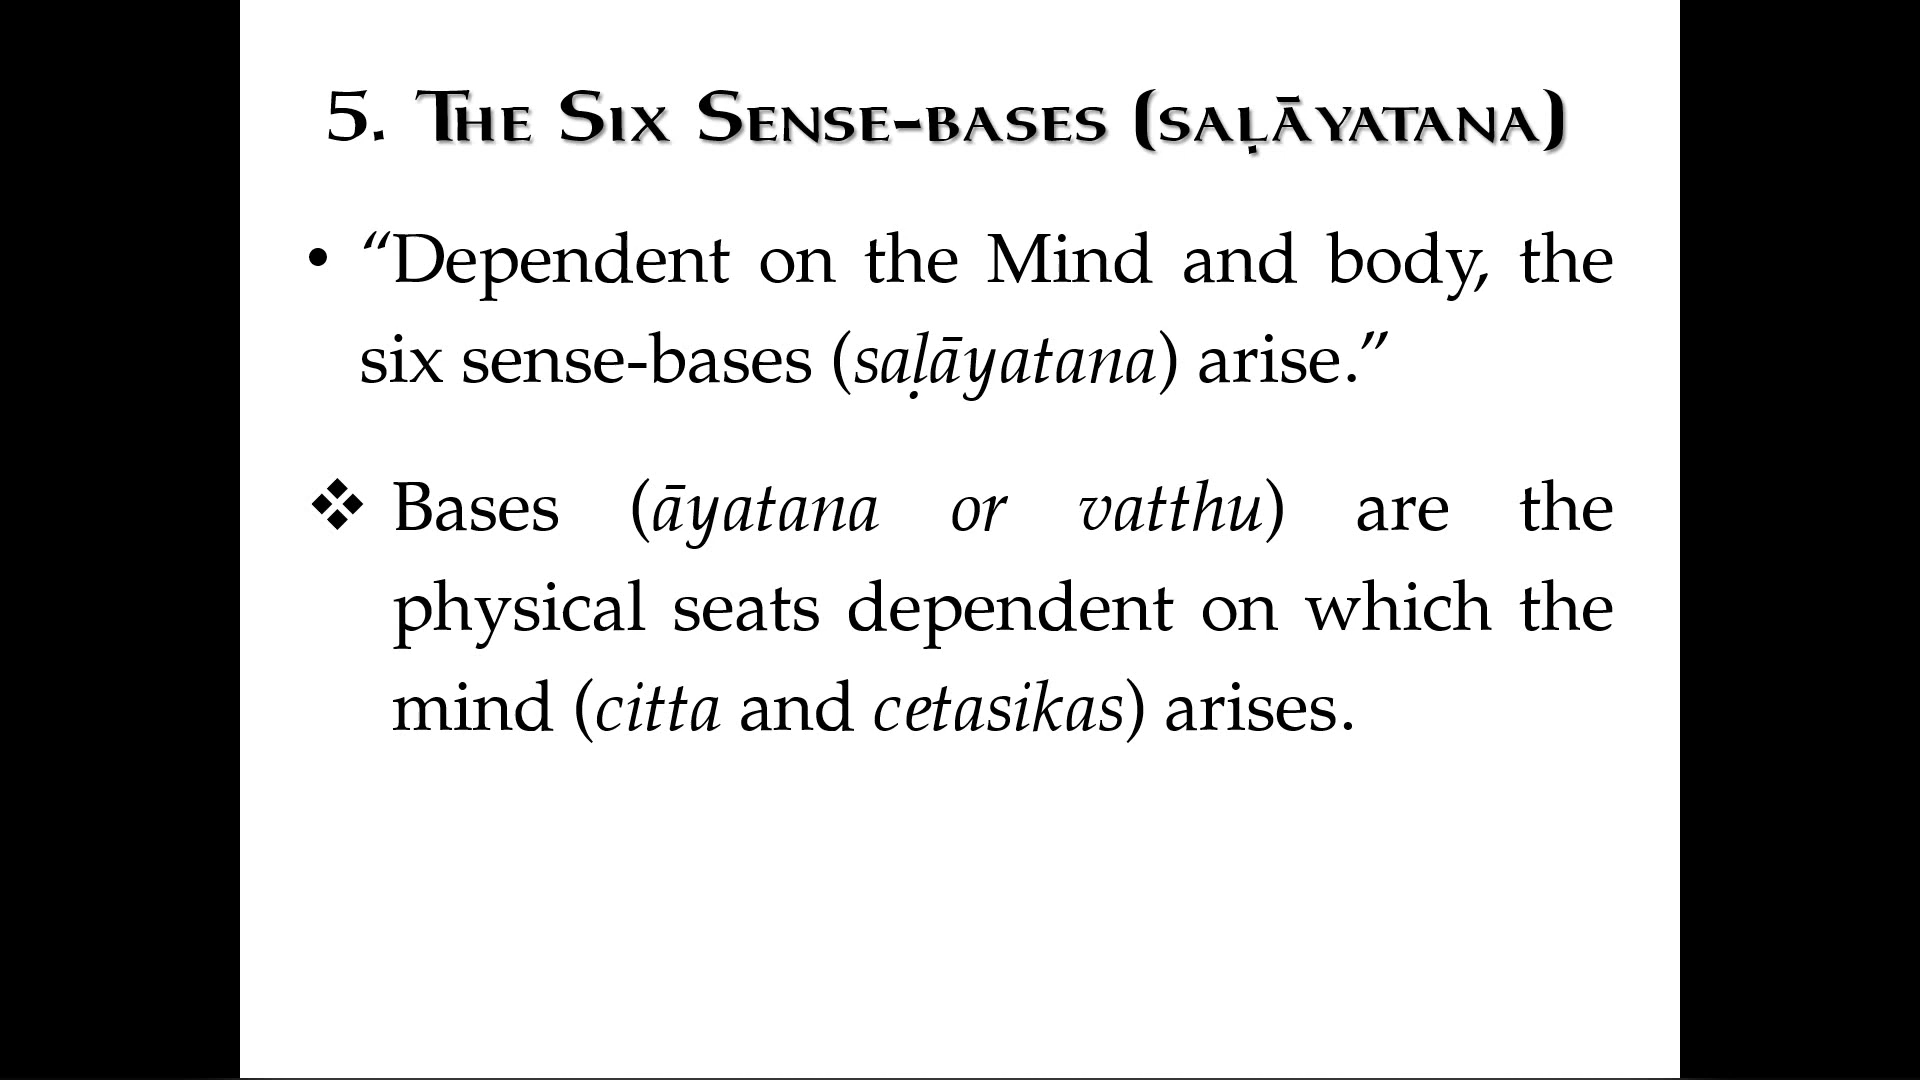 5. The Six Sense-bases (saḷāyatana)
• “Dependent on the Mind and body, the
six sense-bases (saḷāyatana) arise.”
❖ Bases (āyatana or vatthu) are the
physical seats dependent on which the
mind (citta and cetasikas) arises.